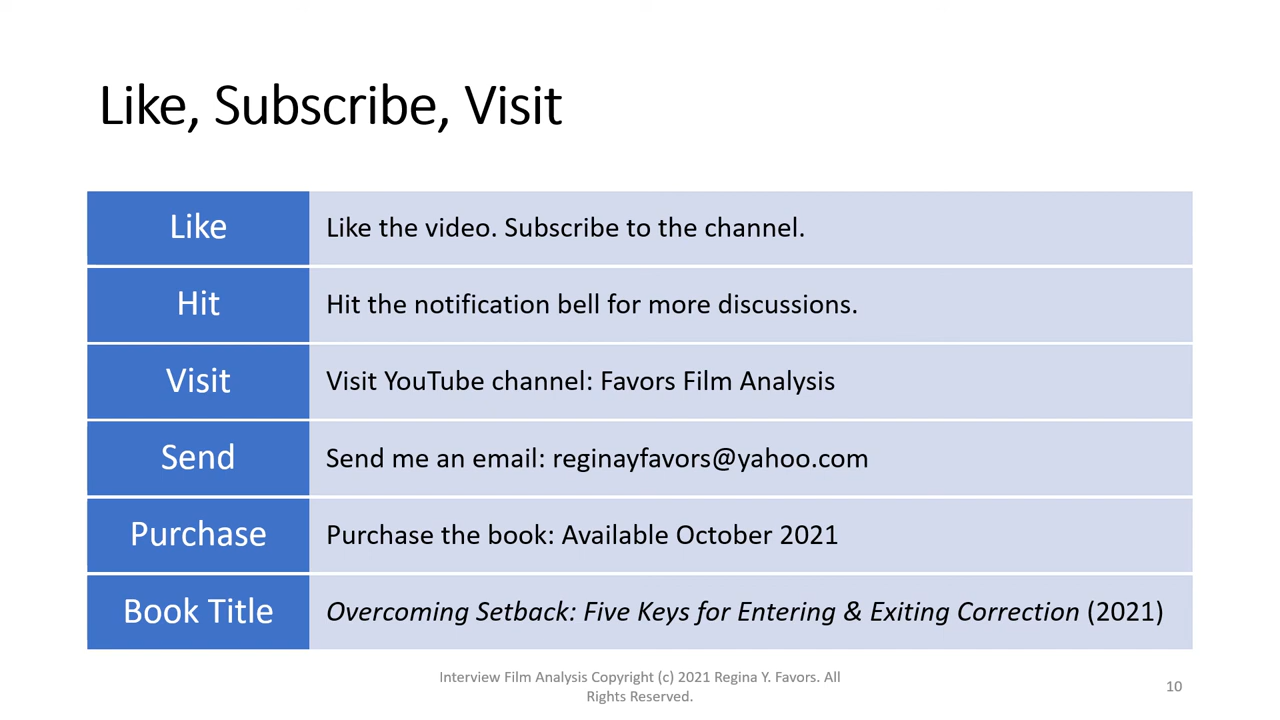 Like, Subscribe, Visit
Like
Like the video. Subscribe to the channel.
Hit
Hit the notification bell for more discussions.
Visit
Visit YouTube channel: Favors Film Analysis
Send
Send me an email: reginayfavors@yahoo.com
Purchase
Purchase the book: Available October 2021
Book Title
Overcoming Setback: Five Keys for Entering & Exiting Correction (2021)
Interview Film Analysis Copyright (c) 2021 Regina Y. Favors. All
Rights Reserved.
10